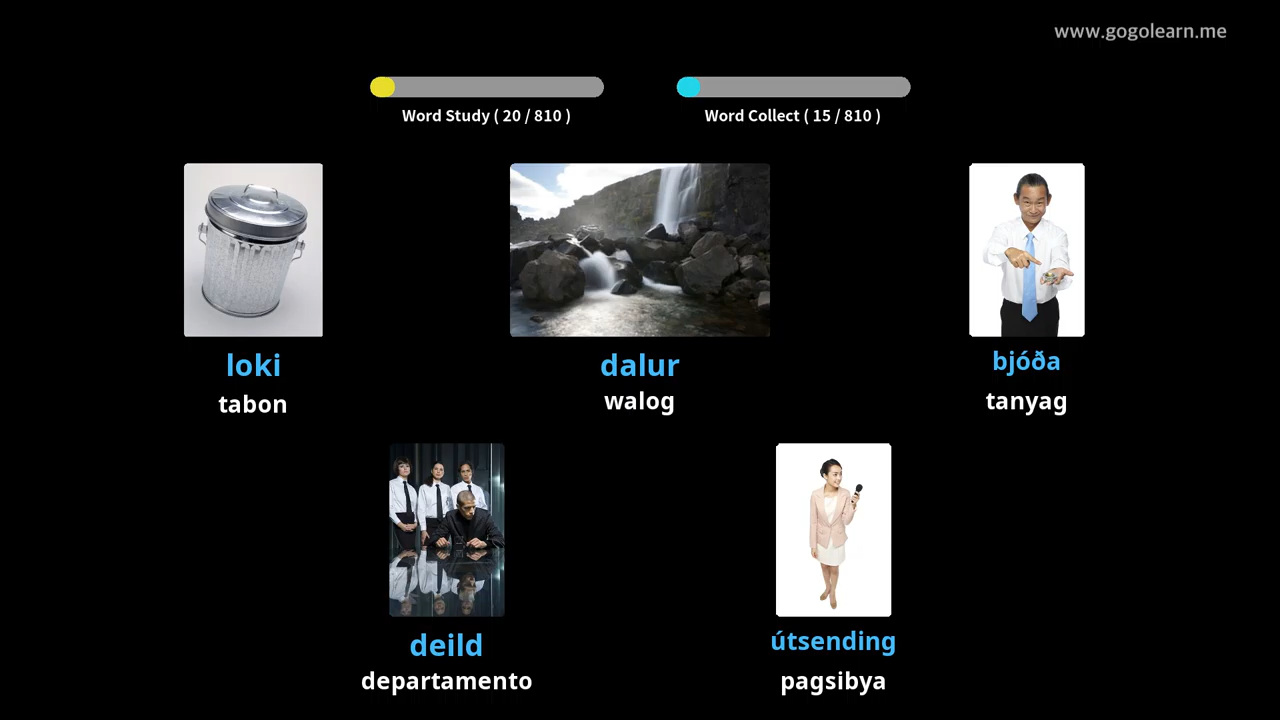 www.gogolearn.me
Word Study ( 20 / 810 )
Word Collect ( 15 / 810 )
loki
tabon
dalur
walog
bjóða
tanyag
deild
departamento
útsending
pagsibya